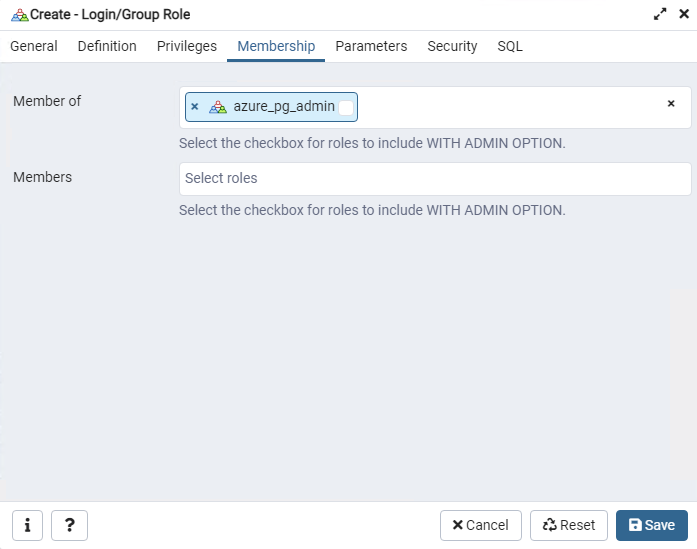 Create - Login/Group Role
General Definition Privileges Membership Parameters Security SQL
Member of
azure_pg_admin
Select the checkbox for roles to include WITH ADMIN OPTION.
Members
Select roles
Select the checkbox for roles to include WITH ADMIN OPTION.
i ? Cancel Reset Save